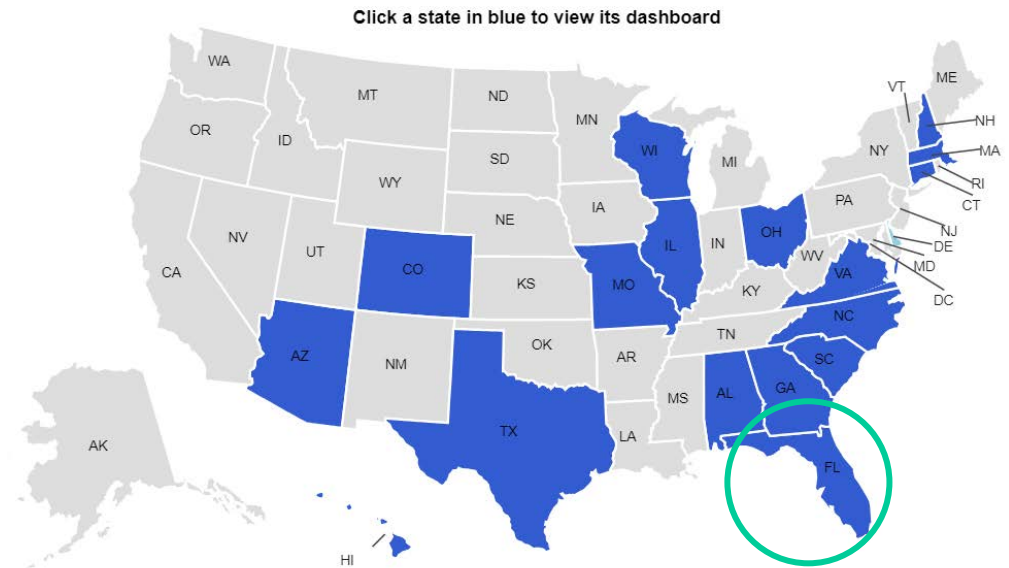 Click a state in blue to view its dashboard
WA
MT
ND
MN
ME
VT
OR
ID
SD
WI
MI
NY
NH
MA
WY
RI
CT
IA
PA
NE
NJ
NV
UT
CO
IL
IN
OH
DE
WV
MD
CA
KS
MO
KY
VA
DC
NC
TN
AZ
NM
OK
AR
SC
MS
AL
GA
TX
LA
AK
FL
HI